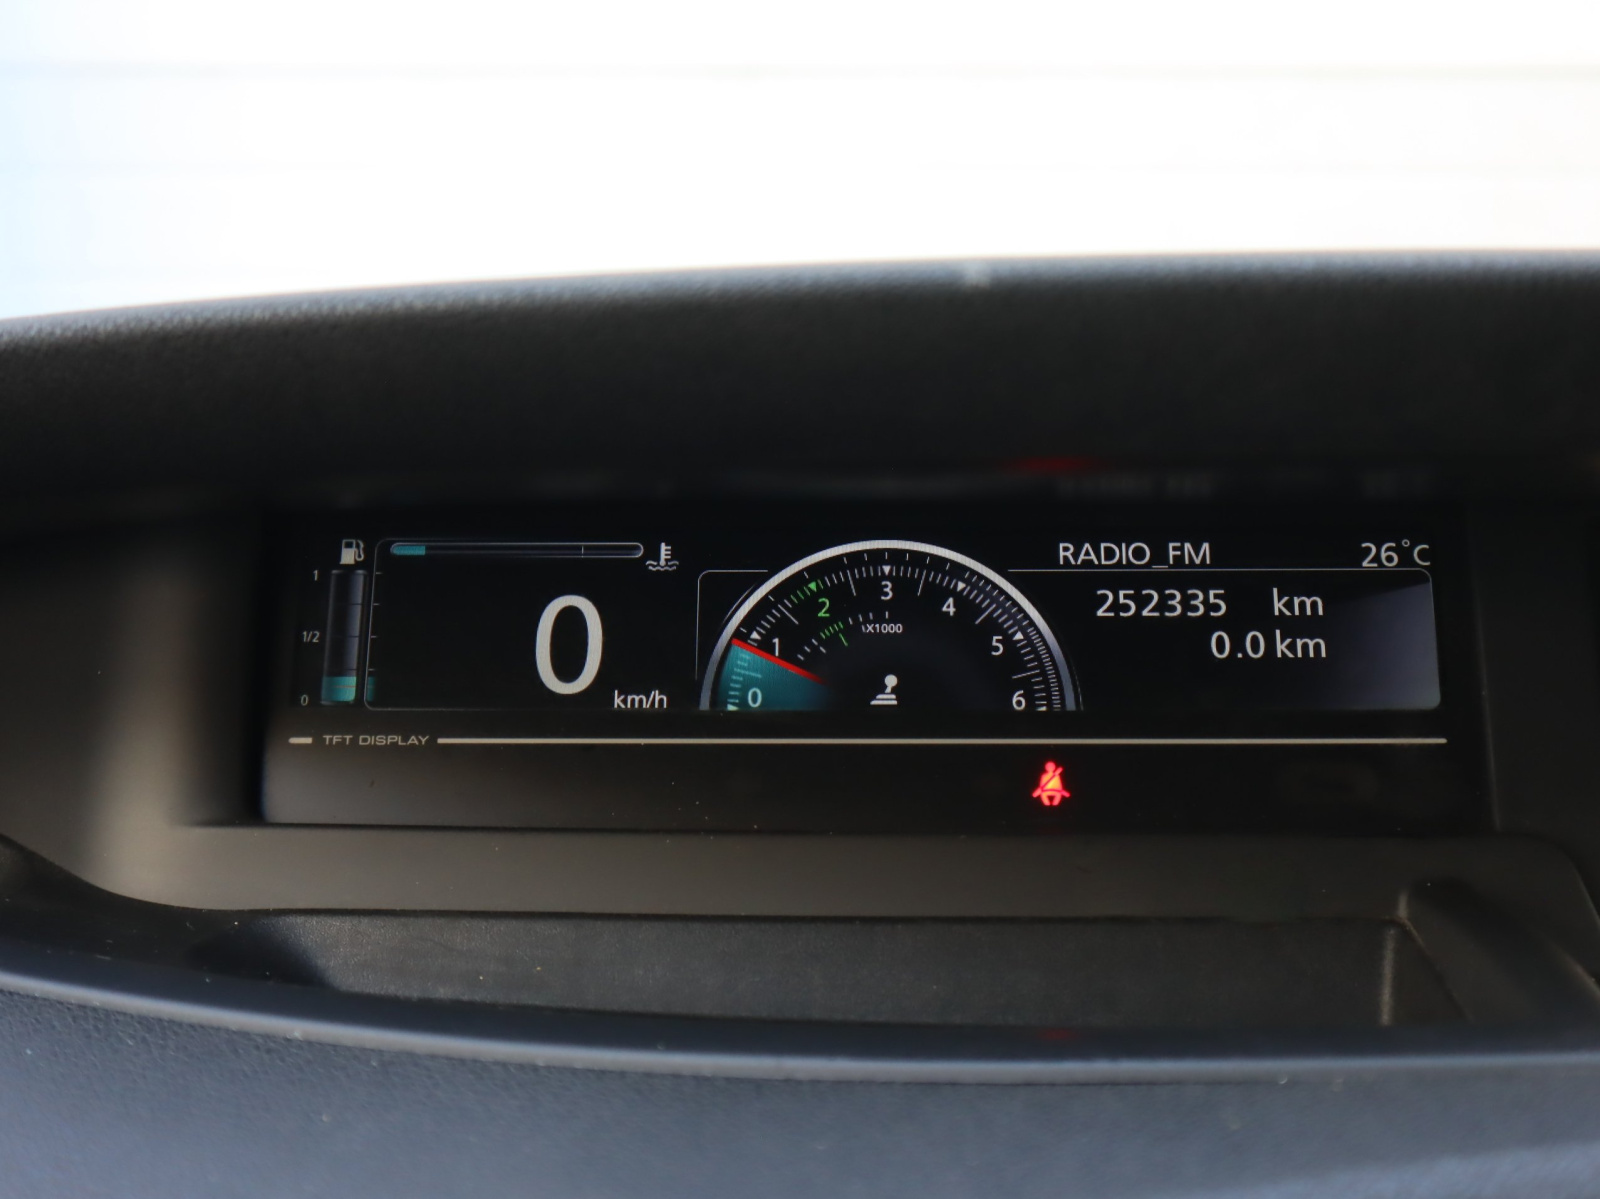 RADIO_FM 26°C
252335 km
0.0 km
1
1/2
0
0
km/h
0 1 2 3 4 5 6
X1000
TFT DISPLAY